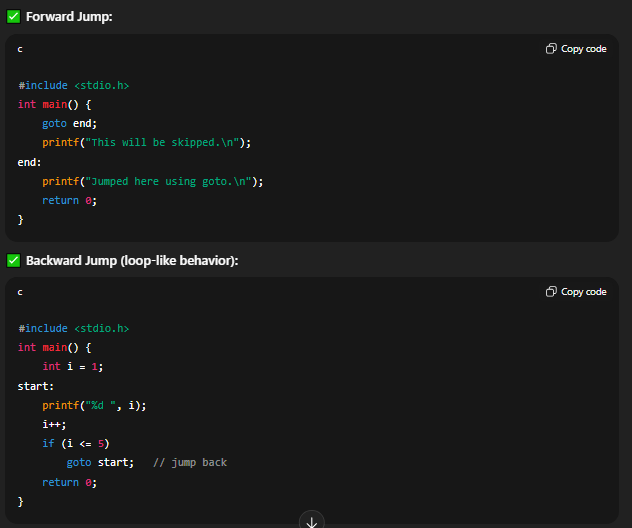 ✅ Forward Jump:
c
Copy code
#include <stdio.h>
int main() {
    goto end;
    printf("This will be skipped.\n");
end:
    printf("Jumped here using goto.\n");
    return 0;
}
✅ Backward Jump (loop-like behavior):
c
Copy code
#include <stdio.h>
int main() {
    int i = 1;
start:
    printf("%d ", i);
    i++;
    if (i <= 5)
        goto start;   // jump back
    return 0;
}